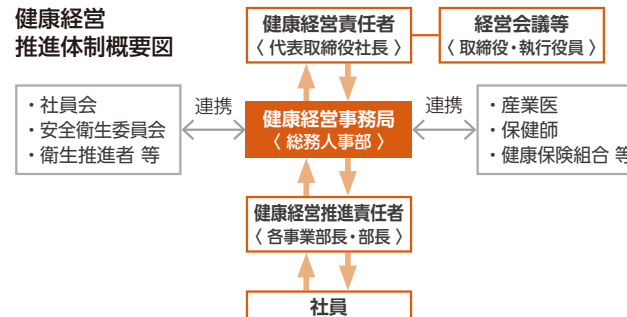 健康経営
推進体制概要図
健康経営責任者
〈 代表取締役社長 〉
経営会議等
〈 取締役・執行役員 〉
・社員会
・安全衛生委員会
・衛生推進者 等
連携
健康経営事務局
〈 総務人事部 〉
連携
・産業医
・保健師
・健康保険組合 等
健康経営推進責任者
〈 各事業部長・部長 〉
社員